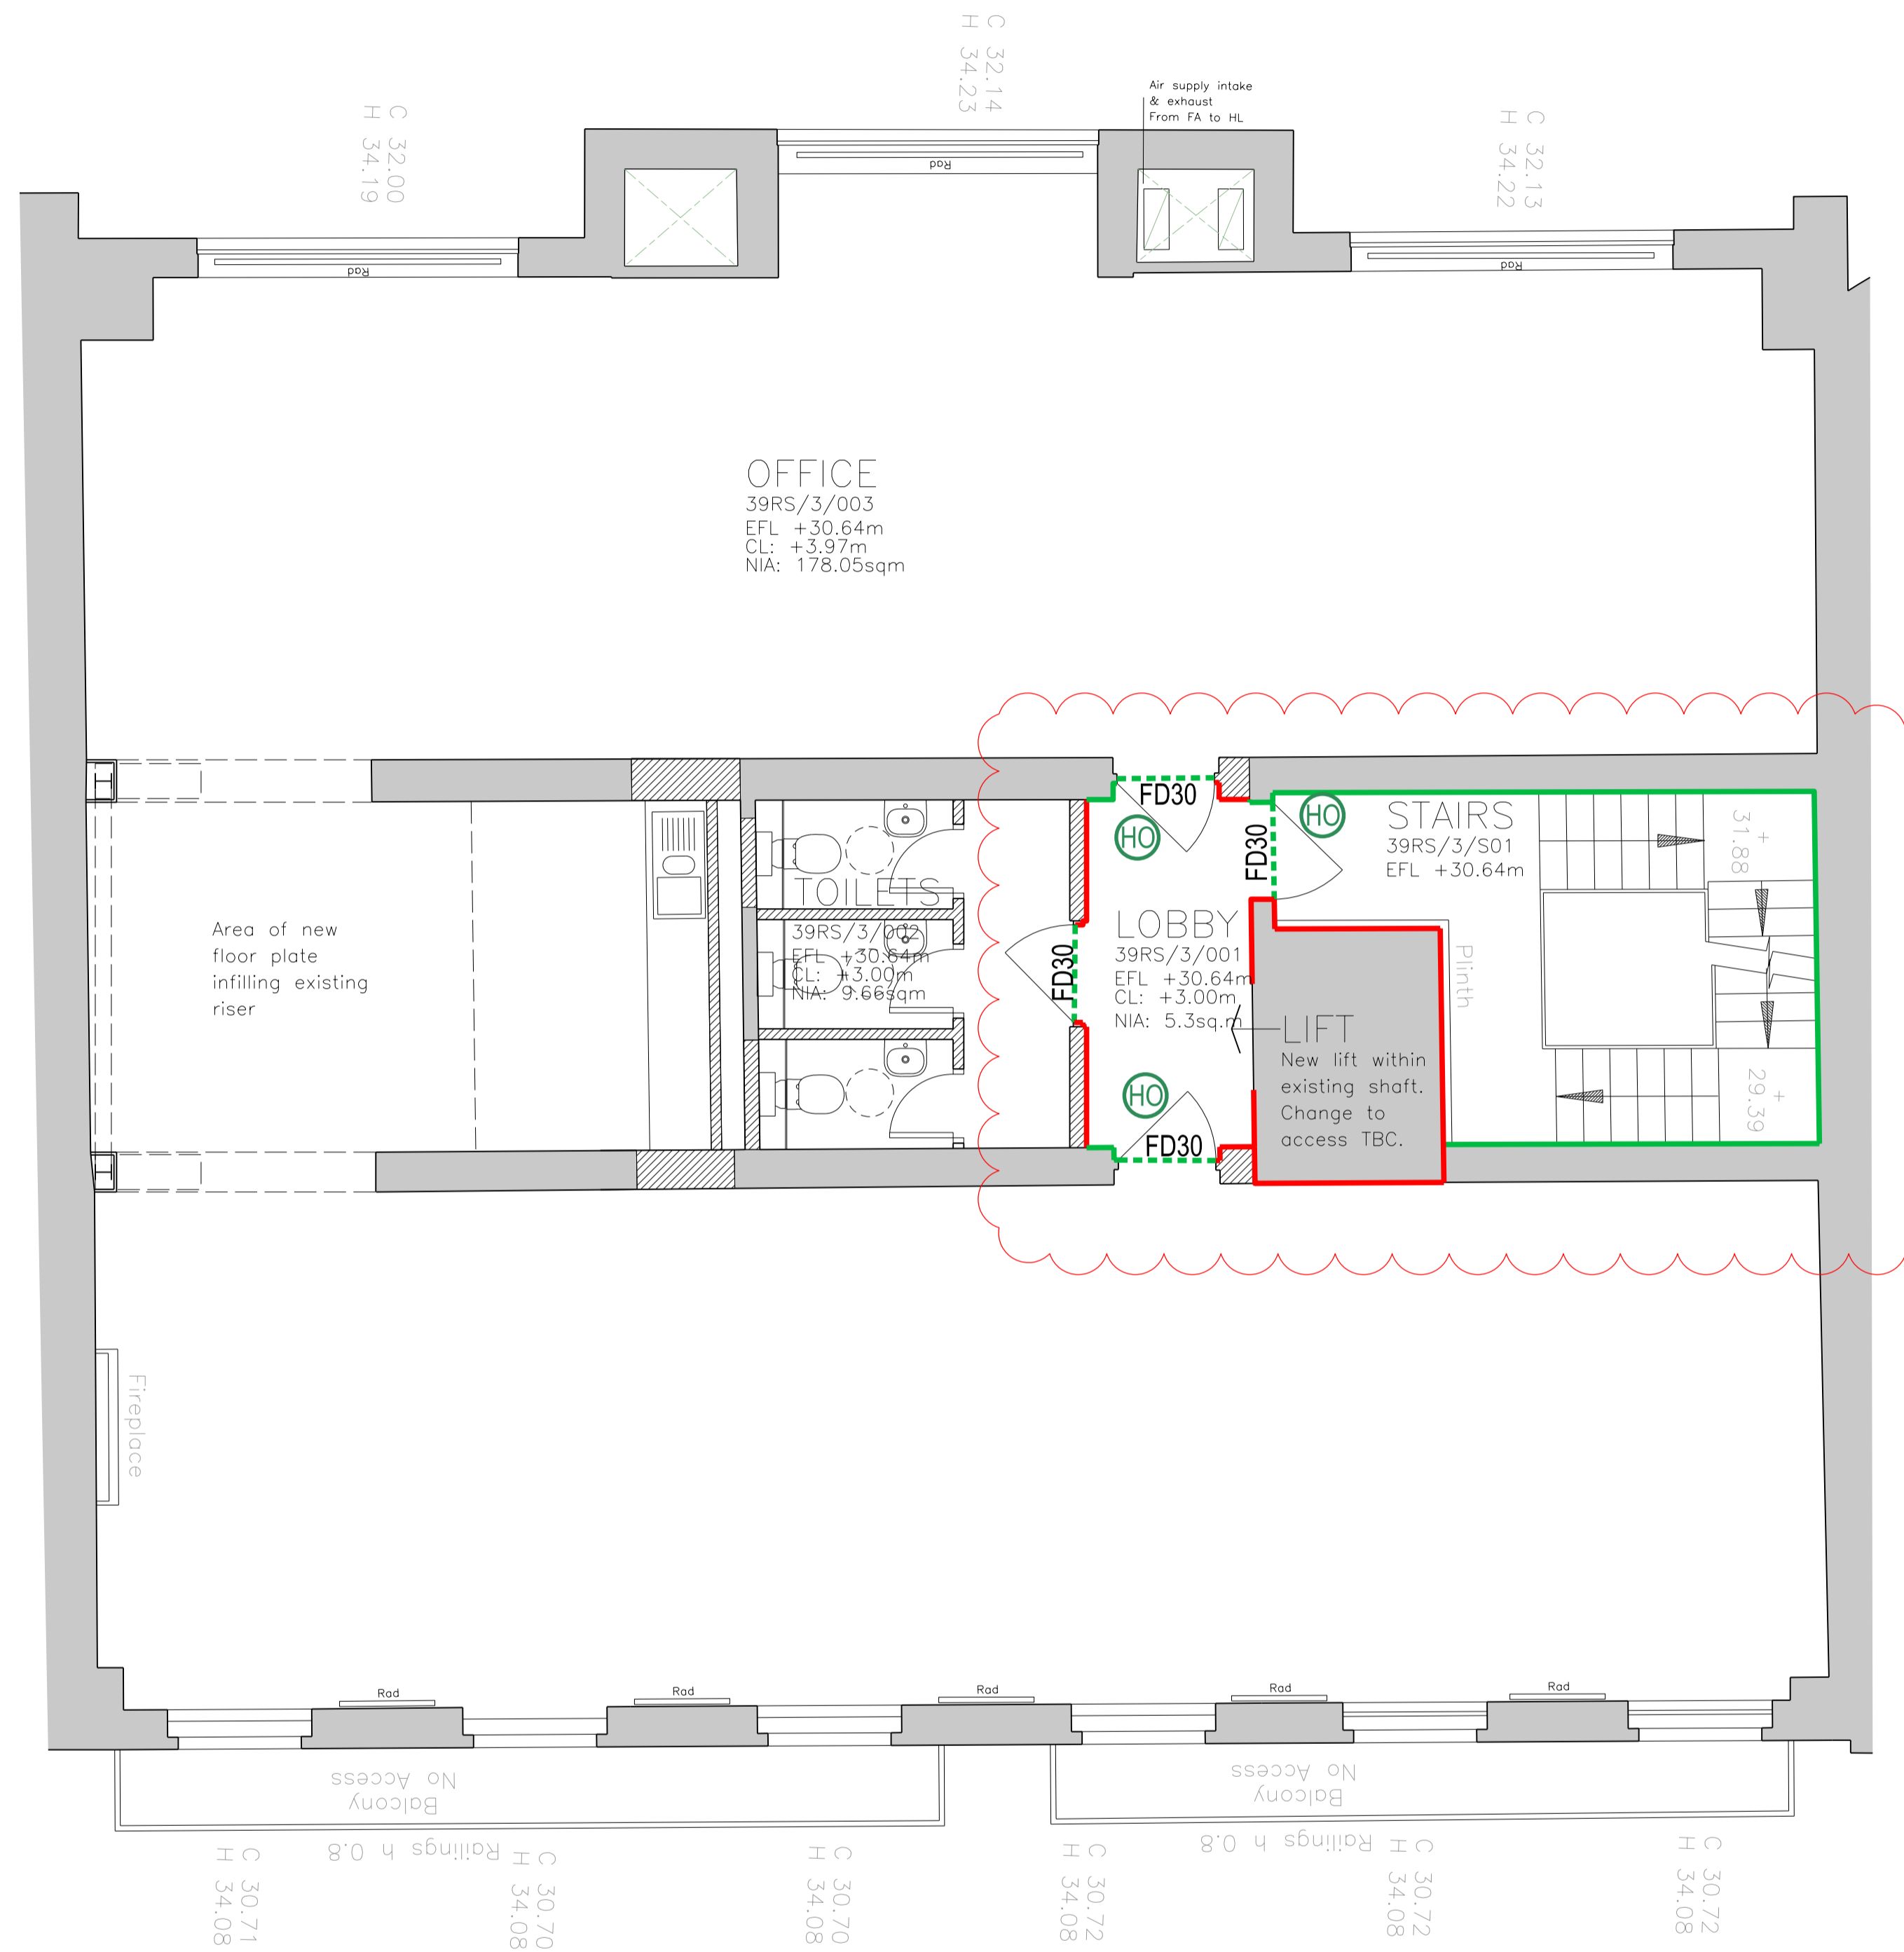 C 32.14
H 34.23
Air supply intake
& exhaust
From FA to HL
C 32.00
H 34.19
C 32.13
H 34.22
Rad
Rad
Rad
OFFICE
39RS/3/003
EFL +30.64m
CL: +3.97m
NIA: 178.05sqm
FD30
HO
FD30
HO
STAIRS
39RS/3/S01
EFL +30.64m
+
31.88
TOILETS
39RS/3/002
EFL +30.64m
CL: +3.00m
NIA: 9.66sqm
Area of new
floor plate
infilling existing
riser
FD30
LOBBY
39RS/3/001
EFL +30.64m
CL: +3.00m
NIA: 5.3sq.m
Plinth
LIFT
New lift within
existing shaft.
Change to
access TBC.
+
29.39
HO
FD30
Fireplace
Rad
Rad
Rad
Rad
Rad
Balcony
No Access
Balcony
No Access
Railings h 0.8
Railings h 0.8
C 30.71
H 34.08
C 30.70
H 34.08
C 30.70
H 34.08
C 30.72
H 34.08
C 30.72
H 34.08
C 30.72
H 34.08